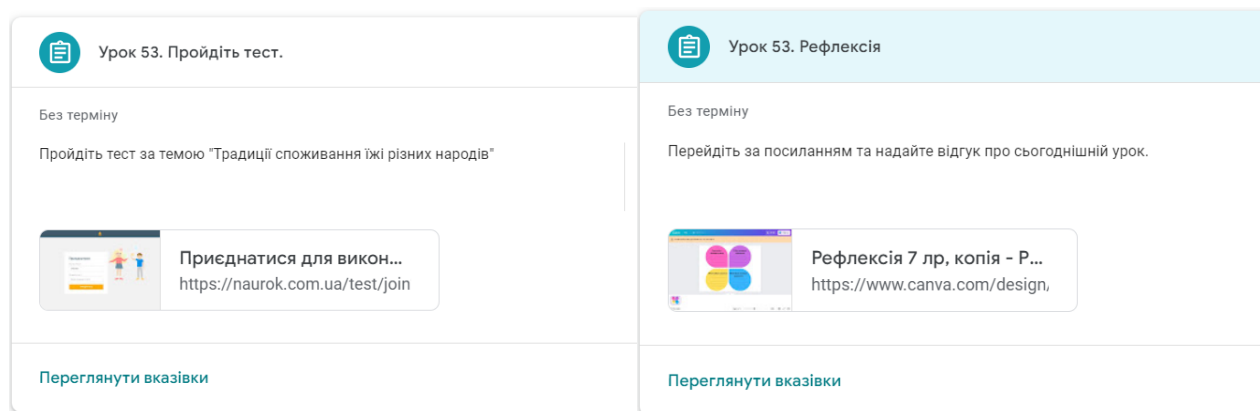 Урок 53. Пройдіть тест.
Без терміну
Пройдіть тест за темою "Традиції споживання їжі різних народів"
Приєднатися для викон...
https://naurok.com.ua/test/join
Переглянути вказівки
Урок 53. Рефлексія
Без терміну
Перейдіть за посиланням та надайте відгук про сьогоднішній урок.
Рефлексія 7 лр, копія - Р...
https://www.canva.com/design/
Переглянути вказівки